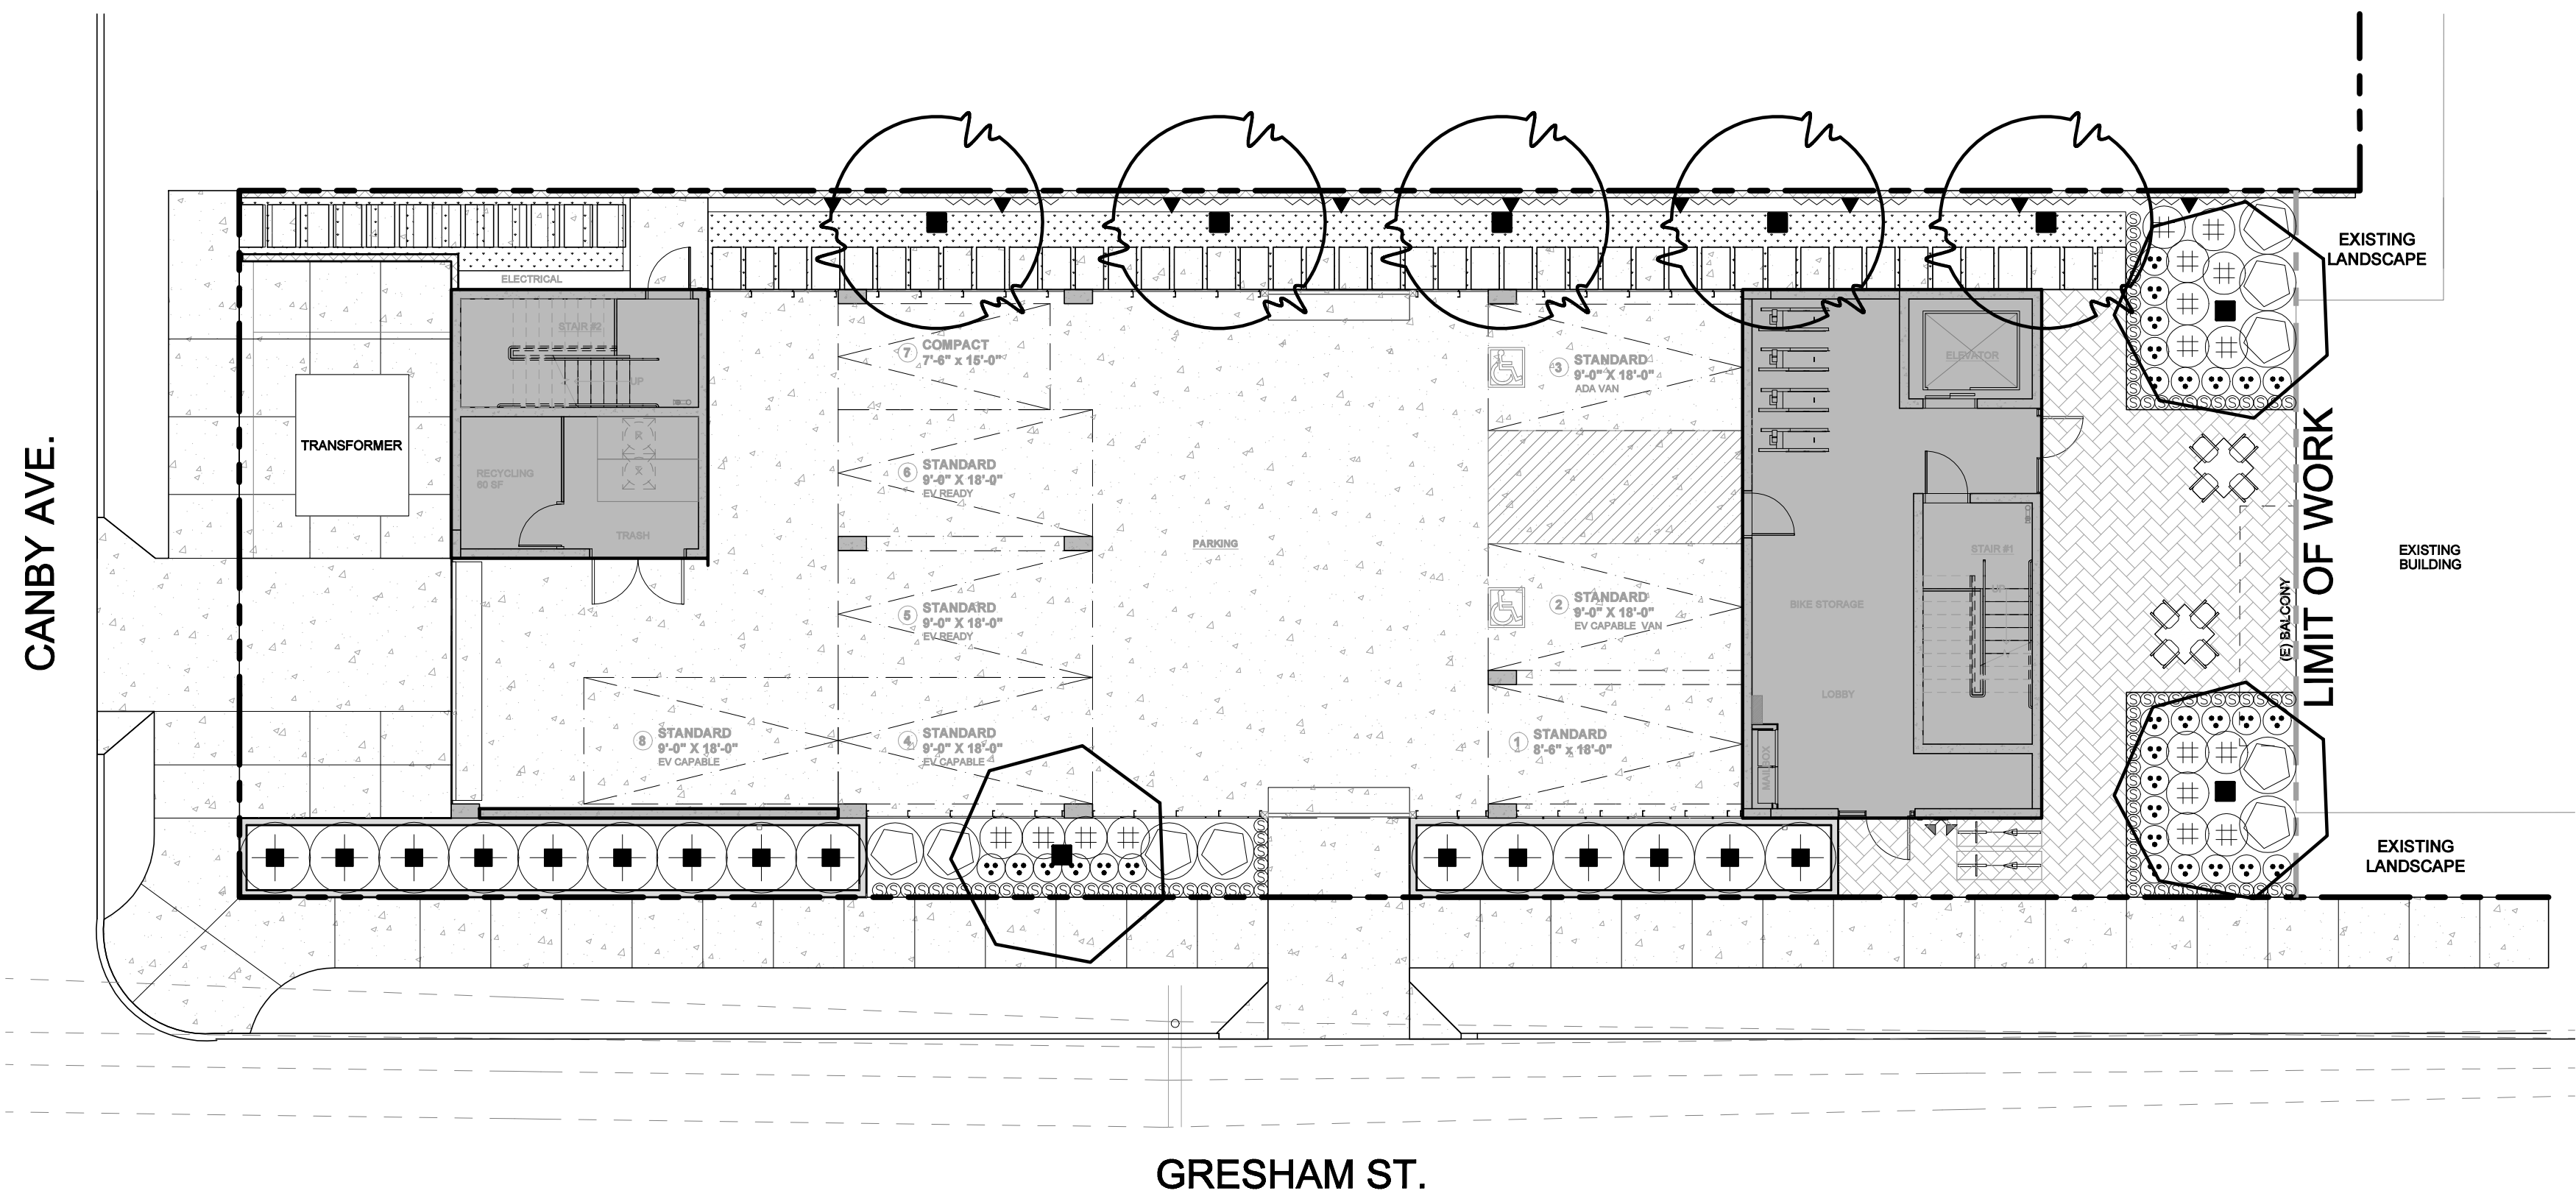 EXISTING
LANDSCAPE
ELECTRICAL
STAIR #2
UP
7 COMPACT
7'-6" x 15'-0"
3 STANDARD
9'-0" X 18'-0"
ADA VAN
ELEVATOR
TRANSFORMER
R
R
RECYCLING
60 SF
TRASH
6 STANDARD
9'-0" X 18'-0"
EV READY
PARKING
STAIR #1
UP
EXISTING
BUILDING
CANBY AVE.
LIMIT OF WORK
(E) BALCONY
5 STANDARD
9'-0" X 18'-0"
EV READY
2 STANDARD
9'-0" X 18'-0"
EV CAPABLE VAN
BIKE STORAGE
LOBBY
MAILBOX
8 STANDARD
9'-0" X 18'-0"
EV CAPABLE
4 STANDARD
9'-0" X 18'-0"
EV CAPABLE
1 STANDARD
8'-6" x 18'-0"
EXISTING
LANDSCAPE
GRESHAM ST.